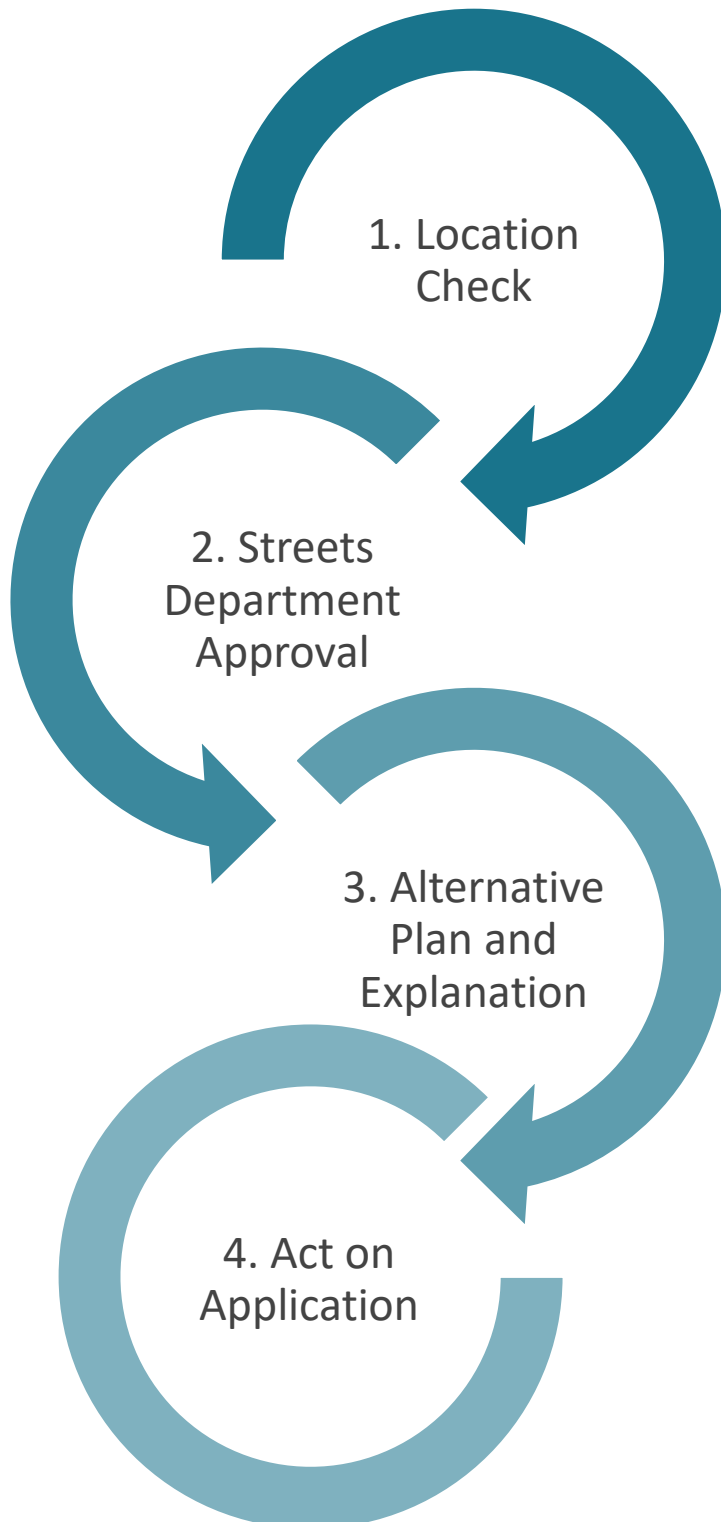 1. Location
Check
2. Streets
Department
Approval
3. Alternative
Plan and
Explanation
4. Act on
Application